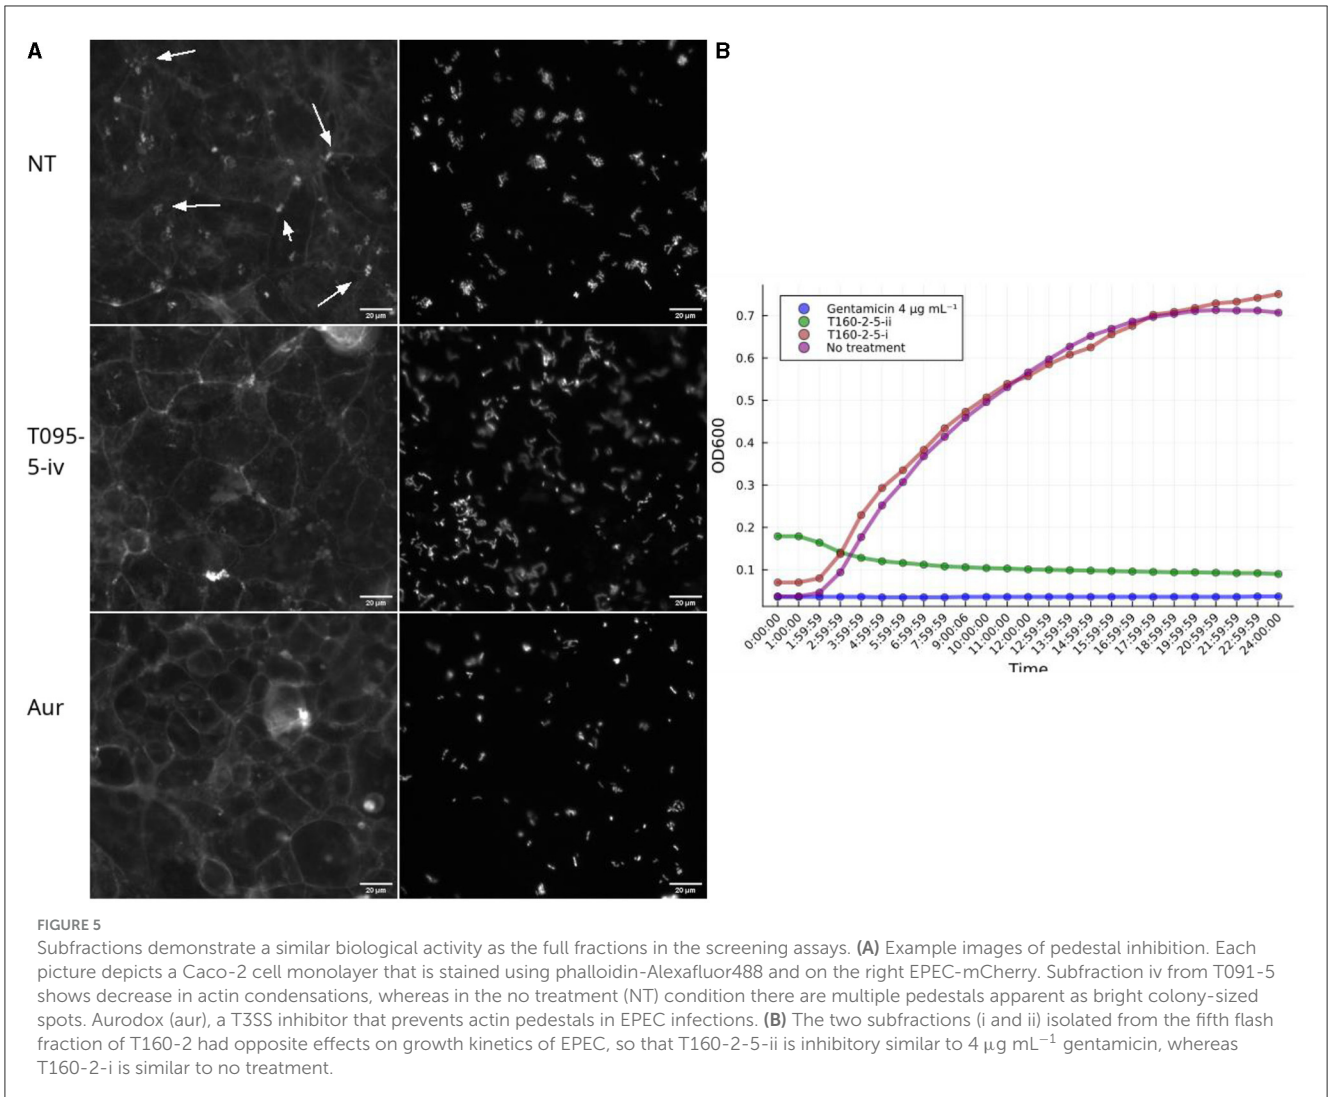 A
B
NT
20 μm
20 μm
T095-
5-iv
20 μm
20 μm
Aur
20 μm
20 μm
Gentamicin 4 μg mL⁻¹
T160-2-5-ii
T160-2-5-i
No treatment
OD600
0.7
0.6
0.5
0.4
0.3
0.2
0.1
0:00:00
1:00:00
1:59:59
2:59:59
3:59:59
4:59:59
5:59:59
6:59:59
7:59:59
9:00:06
10:00:00
11:00:00
12:00:00
12:59:59
13:59:59
14:59:59
15:59:59
16:59:59
17:59:59
18:59:59
19:59:59
20:59:59
21:59:59
22:59:59
24:00:00
Time
FIGURE 5
Subfractions demonstrate a similar biological activity as the full fractions in the screening assays. (A) Example images of pedestal inhibition. Each
picture depicts a Caco-2 cell monolayer that is stained using phalloidin-Alexafluor488 and on the right EPEC-mCherry. Subfraction iv from T091-5
shows decrease in actin condensations, whereas in the no treatment (NT) condition there are multiple pedestals apparent as bright colony-sized
spots. Aurodox (aur), a T3SS inhibitor that prevents actin pedestals in EPEC infections. (B) The two subfractions (i and ii) isolated from the fifth flash
fraction of T160-2 had opposite effects on growth kinetics of EPEC, so that T160-2-5-ii is inhibitory similar to 4 μg mL⁻¹ gentamicin, whereas
T160-2-i is similar to no treatment.